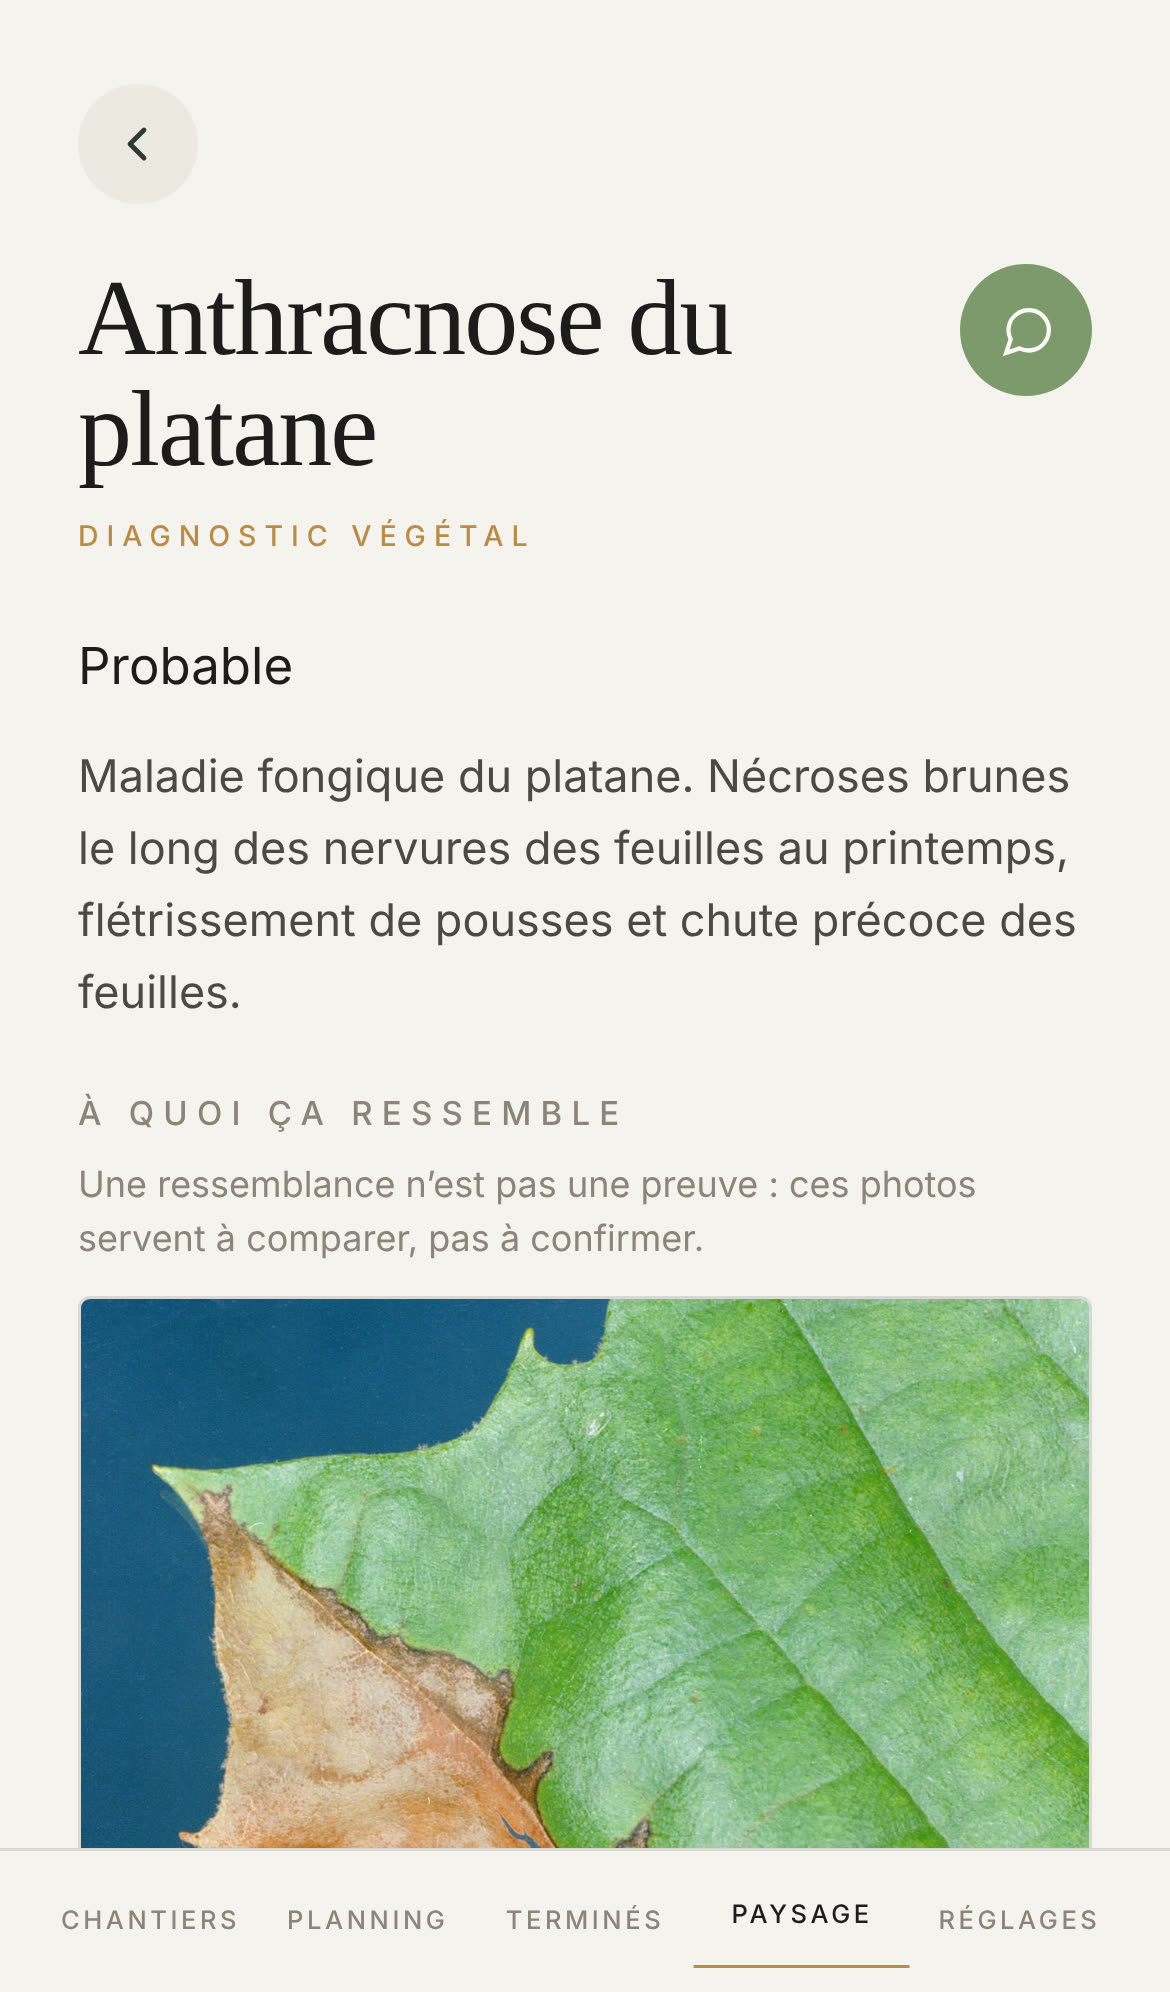 Anthracnose du
platane
DIAGNOSTIC VÉGÉTAL
Probable
Maladie fongique du platane. Nécroses brunes
le long des nervures des feuilles au printemps,
flétrissement de pousses et chute précoce des
feuilles.
À QUOI ÇA RESSEMBLE
Une ressemblance n’est pas une preuve : ces photos
servent à comparer, pas à confirmer.
CHANTIERS PLANNING TERMINÉS PAYSAGE RÉGLAGES